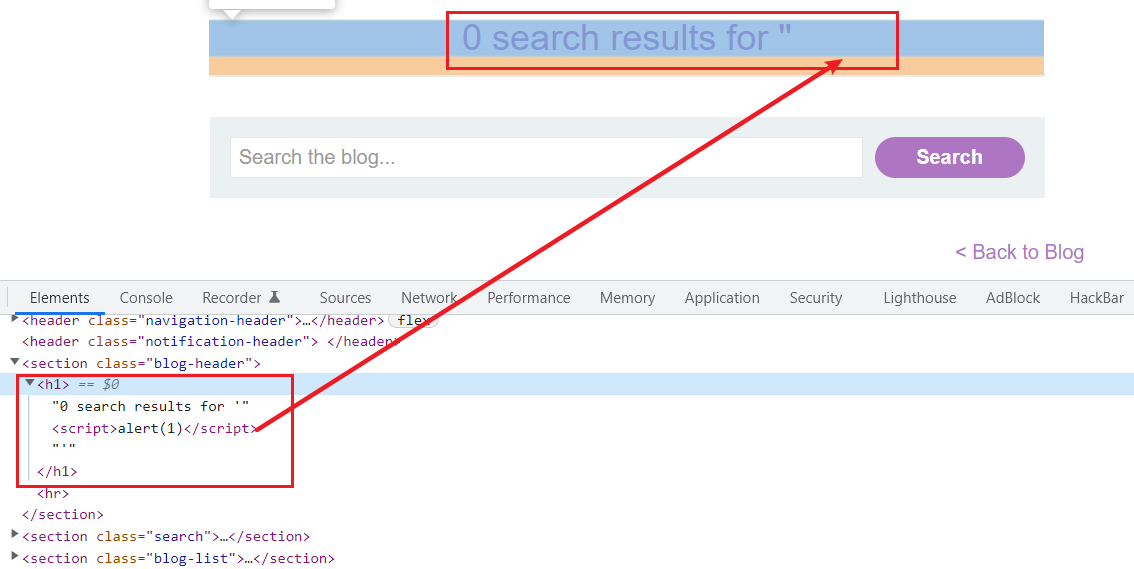 0 search results for ''
Search the blog...
Search
< Back to Blog
Elements Console Recorder Sources Network Performance Memory Application Security Lighthouse AdBlock HackBar
<header class="navigation-header">…</header> flex
<header class="notification-header"> </header>
<section class="blog-header">
<h1> == $0
"0 search results for '"
<script>alert(1)</script>
"'"
</h1>
<hr>
</section>
<section class="search">…</section>
<section class="blog-list">…</section>